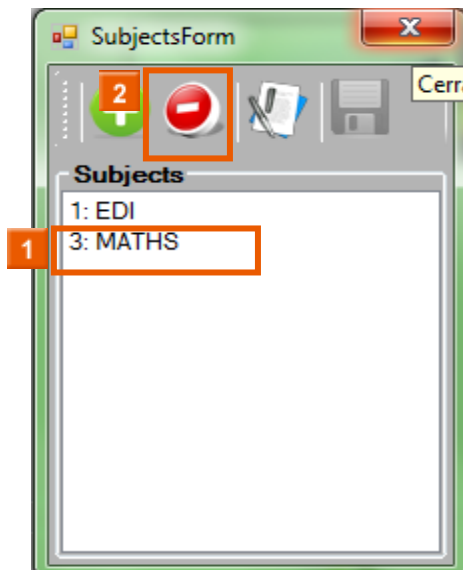 SubjectsForm
x
2
Cerra
Subjects
1: EDI
3: MATHS
1